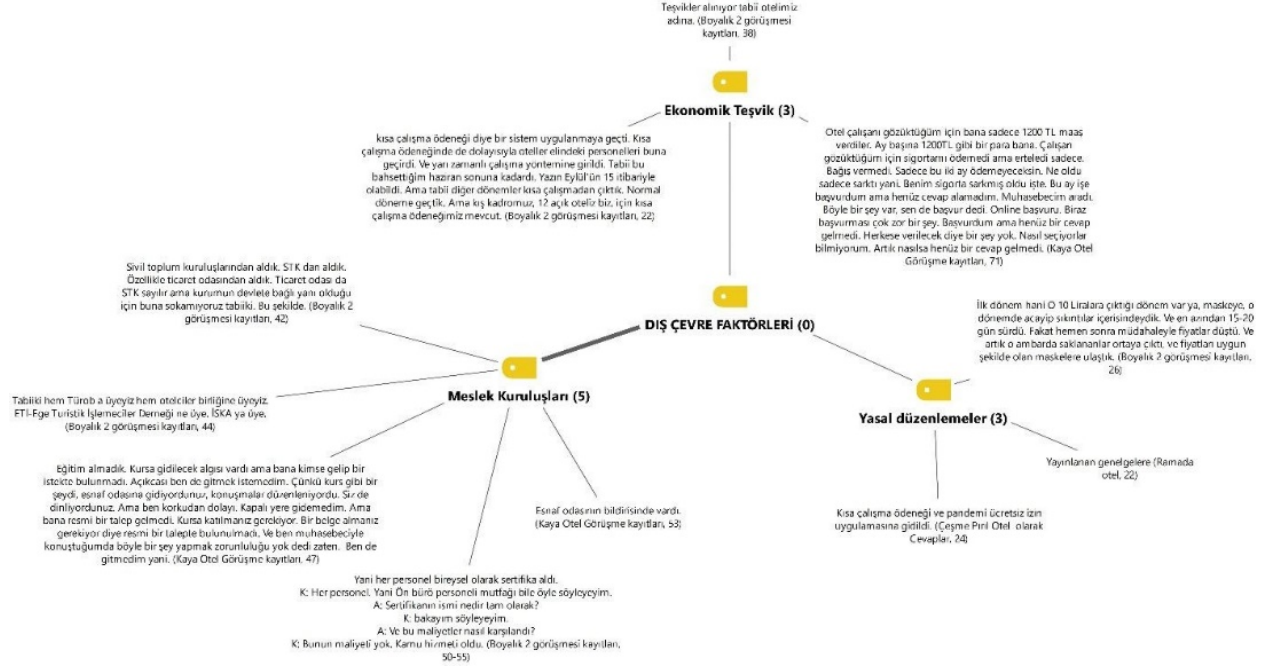 Teşvikler alınıyor tabii otelimiz
adına. (Boyalık 2 görüşmesi
kayıtları, 38)
Ekonomik Teşvik (3)
kısa çalışma ödeneği diye bir sistem uygulanmaya geçti. Kısa
çalışma ödeneğinde de dolayısıyla oteller elindeki personelleri buna
geçirdi. Ve yarı zamanlı çalışma yöntemine girildi. Tabii bu
bahsettiğim haziran sonuna kadardı. Yazın Eylül'ün 15 itibariyle
olabildi. Ama tabii diğer dönemler kısa çalışmadan çıktık. Normal
döneme geçtik. Ama kış kadromuz, 12 açık oteliz biz, için kısa
çalışma ödeneğimiz mevcut. (Boyalık 2 görüşmesi kayıtları, 22)
Otel çalışanı gözüktüğüm için bana sadece 1200 TL maaş
verdiler. Ay başına 1200TL gibi bir para bana. Çalışan
gözüktüğüm için sigortamı ödemedi ama erteledi sadece.
Bağış vermedi. Sadece bu iki ay ödemeyeceksin. Ne oldu
sadece sarktı yani. Benim sigorta sarkmış oldu işte. Bu ay işe
başvurdum ama henüz cevap alamadım. Muhasebecim aradı.
Böyle bir şey var, sen de başvur dedi. Online başvuru. Biraz
başvurması çok zor bir şey. Başvurdum ama henüz bir cevap
gelmedi. Herkese verilecek diye bir şey yok. Nasıl seçiyorlar
bilmiyorum. Artık nasılsa henüz bir cevap gelmedi. (Kaya Otel
Görüşme kayıtları, 71)
DIŞ ÇEVRE FAKTÖRLERİ (0)
Sivil toplum kuruluşlarından aldık. STK dan aldık.
Özellikle ticaret odasından aldık. Ticaret odası da
STK sayılır ama kurumun devlete bağlı yanı olduğu
için buna sokamıyoruz tabiiki. Bu şekilde. (Boyalık 2
görüşmesi kayıtları, 42)
Meslek Kuruluşları (5)
Tabiiki hem Türob a üyeyiz hem otelciler birliğine üyeyiz.
ETİ-Ege Turistik İşlemeciler Derneği ne üye, İSKA ya üye.
(Boyalık 2 görüşmesi kayıtları, 44)
Eğitim almadık. Kursa gidilecek algısı vardı ama bana kimse gelip bir
istekte bulunmadı. Açıkcası ben de gitmek istemedim. Çünkü kurs gibi bir
şeydi, esnaf odasına gidiyordunuz, konuşmalar düzenleniyordu. Siz de
dinliyordunuz. Ama ben korkudan dolayı. Kapalı yere gidemedim. Ama
bana resmi bir talep gelmedi. Kursa katılmanız gerekiyor. Bir belge almanız
gerekiyor diye resmi bir talepte bulunulmadı. Ve ben muhasebeciyle
konuştuğumda böyle bir şey yapmak zorunluluğu yok dedi zaten. Ben de
gitmedim yani. (Kaya Otel Görüşme kayıtları, 47)
Yani her personel bireysel olarak sertifika aldı.
K: Her personel. Yani Ön büro personeli mutfağı bile öyle söyleyeyim.
A: Sertifikanın ismi nedir tam olarak?
K: bakayım söyleyeyim.
A: Ve bu maliyetler nasıl karşılandı?
K: Bunun maliyeti yok. Kamu hizmeti oldu. (Boyalık 2 görüşmesi kayıtları,
50-55)
Esnaf odasının bildirisinde vardı.
(Kaya Otel Görüşme kayıtları, 53)
İlk dönem hani O 10 Liralara çıktığı dönem var ya, maskeye, o
dönemde acayip sıkıntılar içerisindeydik. Ve en azından 15-20
gün sürdü. Fakat hemen sonra müdahaleyle fiyatlar düştü. Ve
artık o ambarda saklananlar ortaya çıktı, ve fiyatları uygun
şekilde olan maskelere ulaştık. (Boyalık 2 görüşmesi kayıtları,
26)
Yasal düzenlemeler (3)
Yayınlanan genelgelere (Ramada
otel, 22)
Kısa çalışma ödeneği ve pandemi ücretsiz izin
uygulamasına gidildi. (Çeşme Pırıl Otel olarak
Cevaplar, 24)